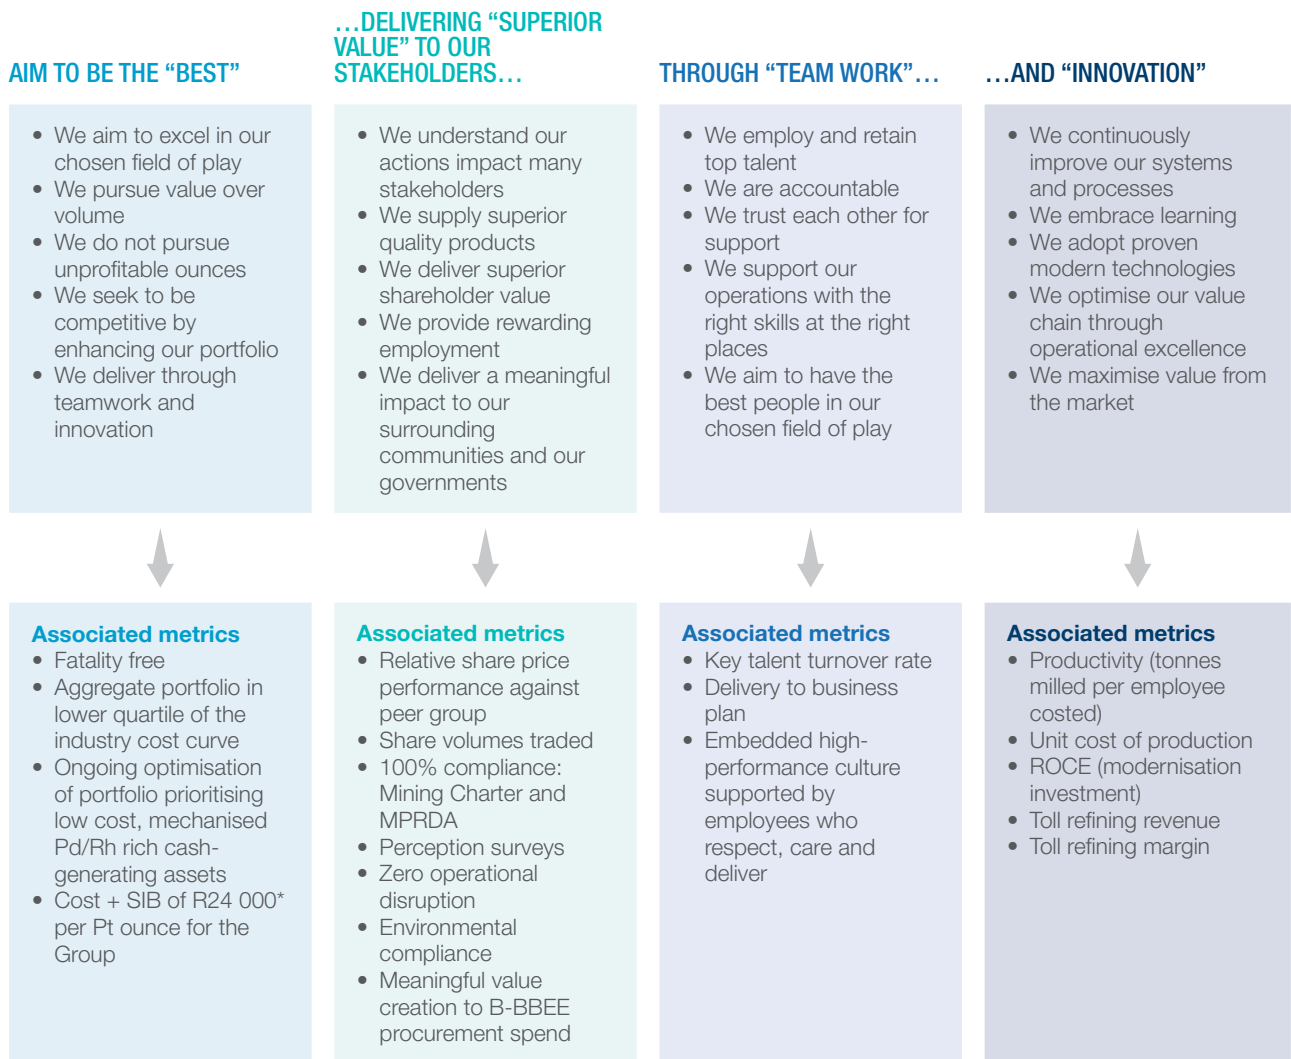 AIM TO BE THE “BEST”
• We aim to excel in our
chosen field of play
• We pursue value over
volume
• We do not pursue
unprofitable ounces
• We seek to be
competitive by
enhancing our portfolio
• We deliver through
teamwork and
innovation
Associated metrics
• Fatality free
• Aggregate portfolio in
lower quartile of the
industry cost curve
• Ongoing optimisation
of portfolio prioritising
low cost, mechanised
Pd/Rh rich cash-
generating assets
• Cost + SIB of R24 000*
per Pt ounce for the
Group
…DELIVERING “SUPERIOR
VALUE” TO OUR
STAKEHOLDERS…
• We understand our
actions impact many
stakeholders
• We supply superior
quality products
• We deliver superior
shareholder value
• We provide rewarding
employment
• We deliver a meaningful
impact to our
surrounding
communities and our
governments
Associated metrics
• Relative share price
performance against
peer group
• Share volumes traded
• 100% compliance:
Mining Charter and
MPRDA
• Perception surveys
• Zero operational
disruption
• Environmental
compliance
• Meaningful value
creation to B-BBEE
procurement spend
THROUGH “TEAM WORK”…
• We employ and retain
top talent
• We are accountable
• We trust each other for
support
• We support our
operations with the
right skills at the right
places
• We aim to have the
best people in our
chosen field of play
Associated metrics
• Key talent turnover rate
• Delivery to business
plan
• Embedded high-
performance culture
supported by
employees who
respect, care and
deliver
…AND “INNOVATION”
• We continuously
improve our systems
and processes
• We embrace learning
• We adopt proven
modern technologies
• We optimise our value
chain through
operational excellence
• We maximise value from
the market
Associated metrics
• Productivity (tonnes
milled per employee
costed)
• Unit cost of production
• ROCE (modernisation
investment)
• Toll refining revenue
• Toll refining margin